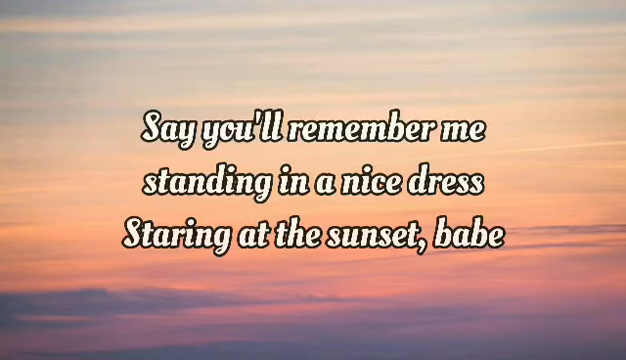 Say you'll remember me
standing in a nice dress
Staring at the sunset, babe